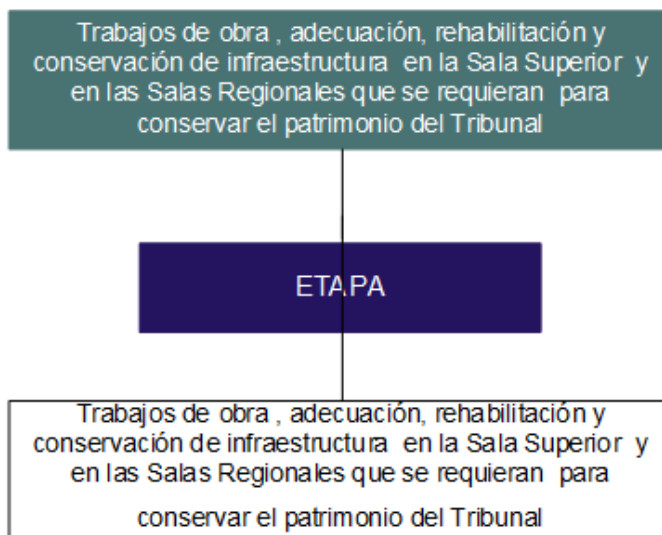 Trabajos de obra , adecuación, rehabilitación y
conservación de infraestructura en la Sala Superior y
en las Salas Regionales que se requieran para
conservar el patrimonio del Tribunal
ETAPA
Trabajos de obra , adecuación, rehabilitación y
conservación de infraestructura en la Sala Superior y
en las Salas Regionales que se requieran para
conservar el patrimonio del Tribunal